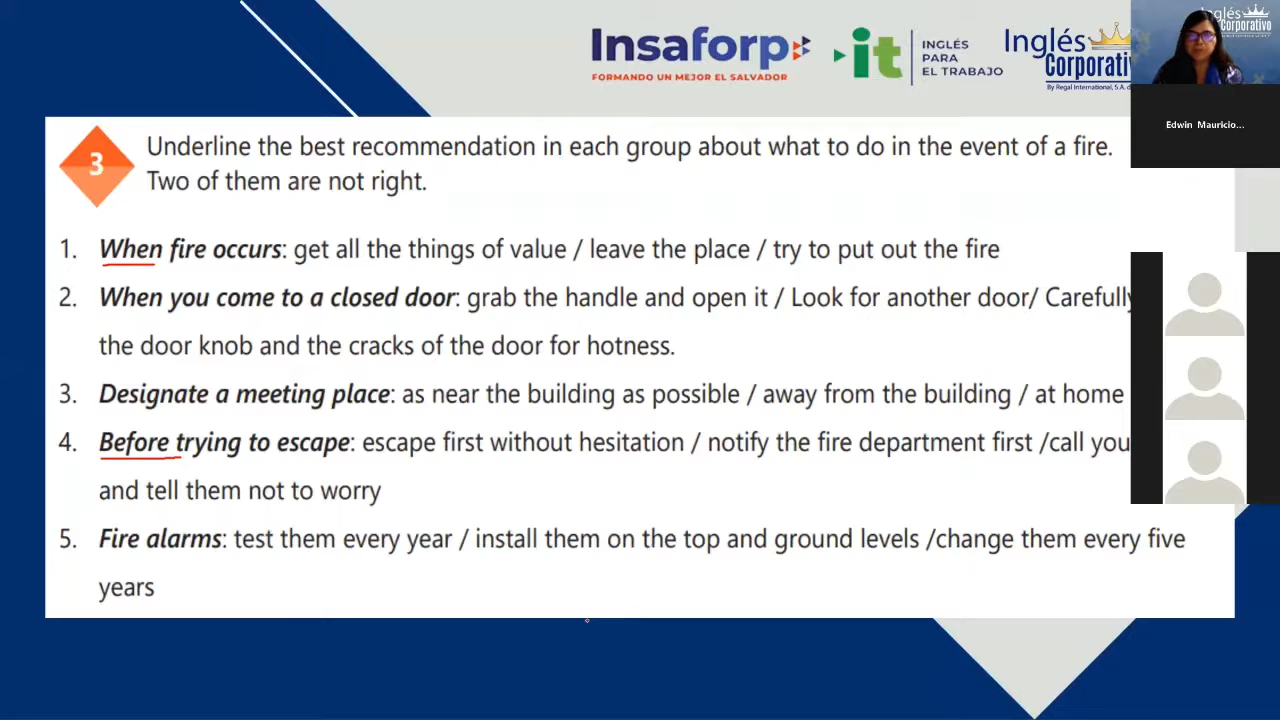 Insaforp
FORMANDO UN MEJOR EL SALVADOR
it
INGLÉS
PARA
EL TRABAJO
Inglés
Corporativ
By Regal International, S.A. d
Inglés
Corporativo
Edwin Mauricio...
3
Underline the best recommendation in each group about what to do in the event of a fire.
Two of them are not right.
1. When fire occurs: get all the things of value / leave the place / try to put out the fire
2. When you come to a closed door: grab the handle and open it / Look for another door/ Carefully
the door knob and the cracks of the door for hotness.
3. Designate a meeting place: as near the building as possible / away from the building / at home
4. Before trying to escape: escape first without hesitation / notify the fire department first /call you
and tell them not to worry
5. Fire alarms: test them every year / install them on the top and ground levels /change them every five
years